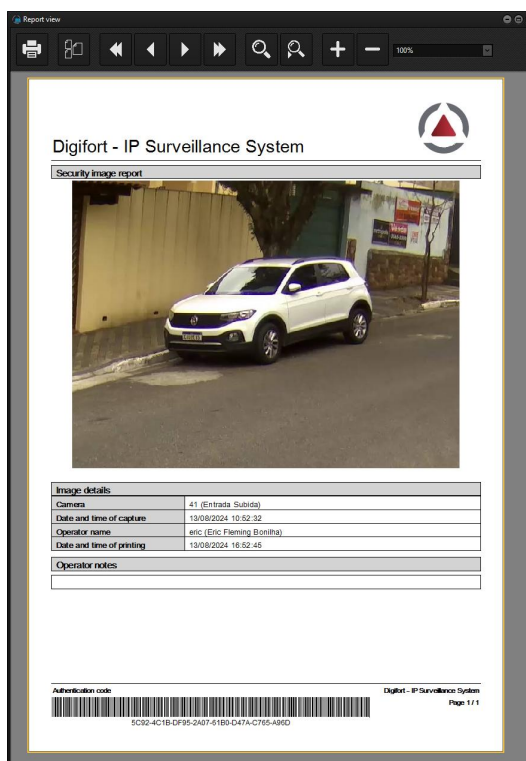 Report view
100%
Digifort - IP Surveillance System
Security image report
Image details
Camera 41 (Entrada Subida)
Date and time of capture 13/08/2024 10:52:32
Operator name eric (Eric Fleming Bonilha)
Date and time of printing 13/08/2024 16:52:45
Operator notes
Authentication code Digifort - IP Surveillance System
Page 1 / 1
5C92-4C1B-DF95-2A07-61B0-D47A-C765-A96D